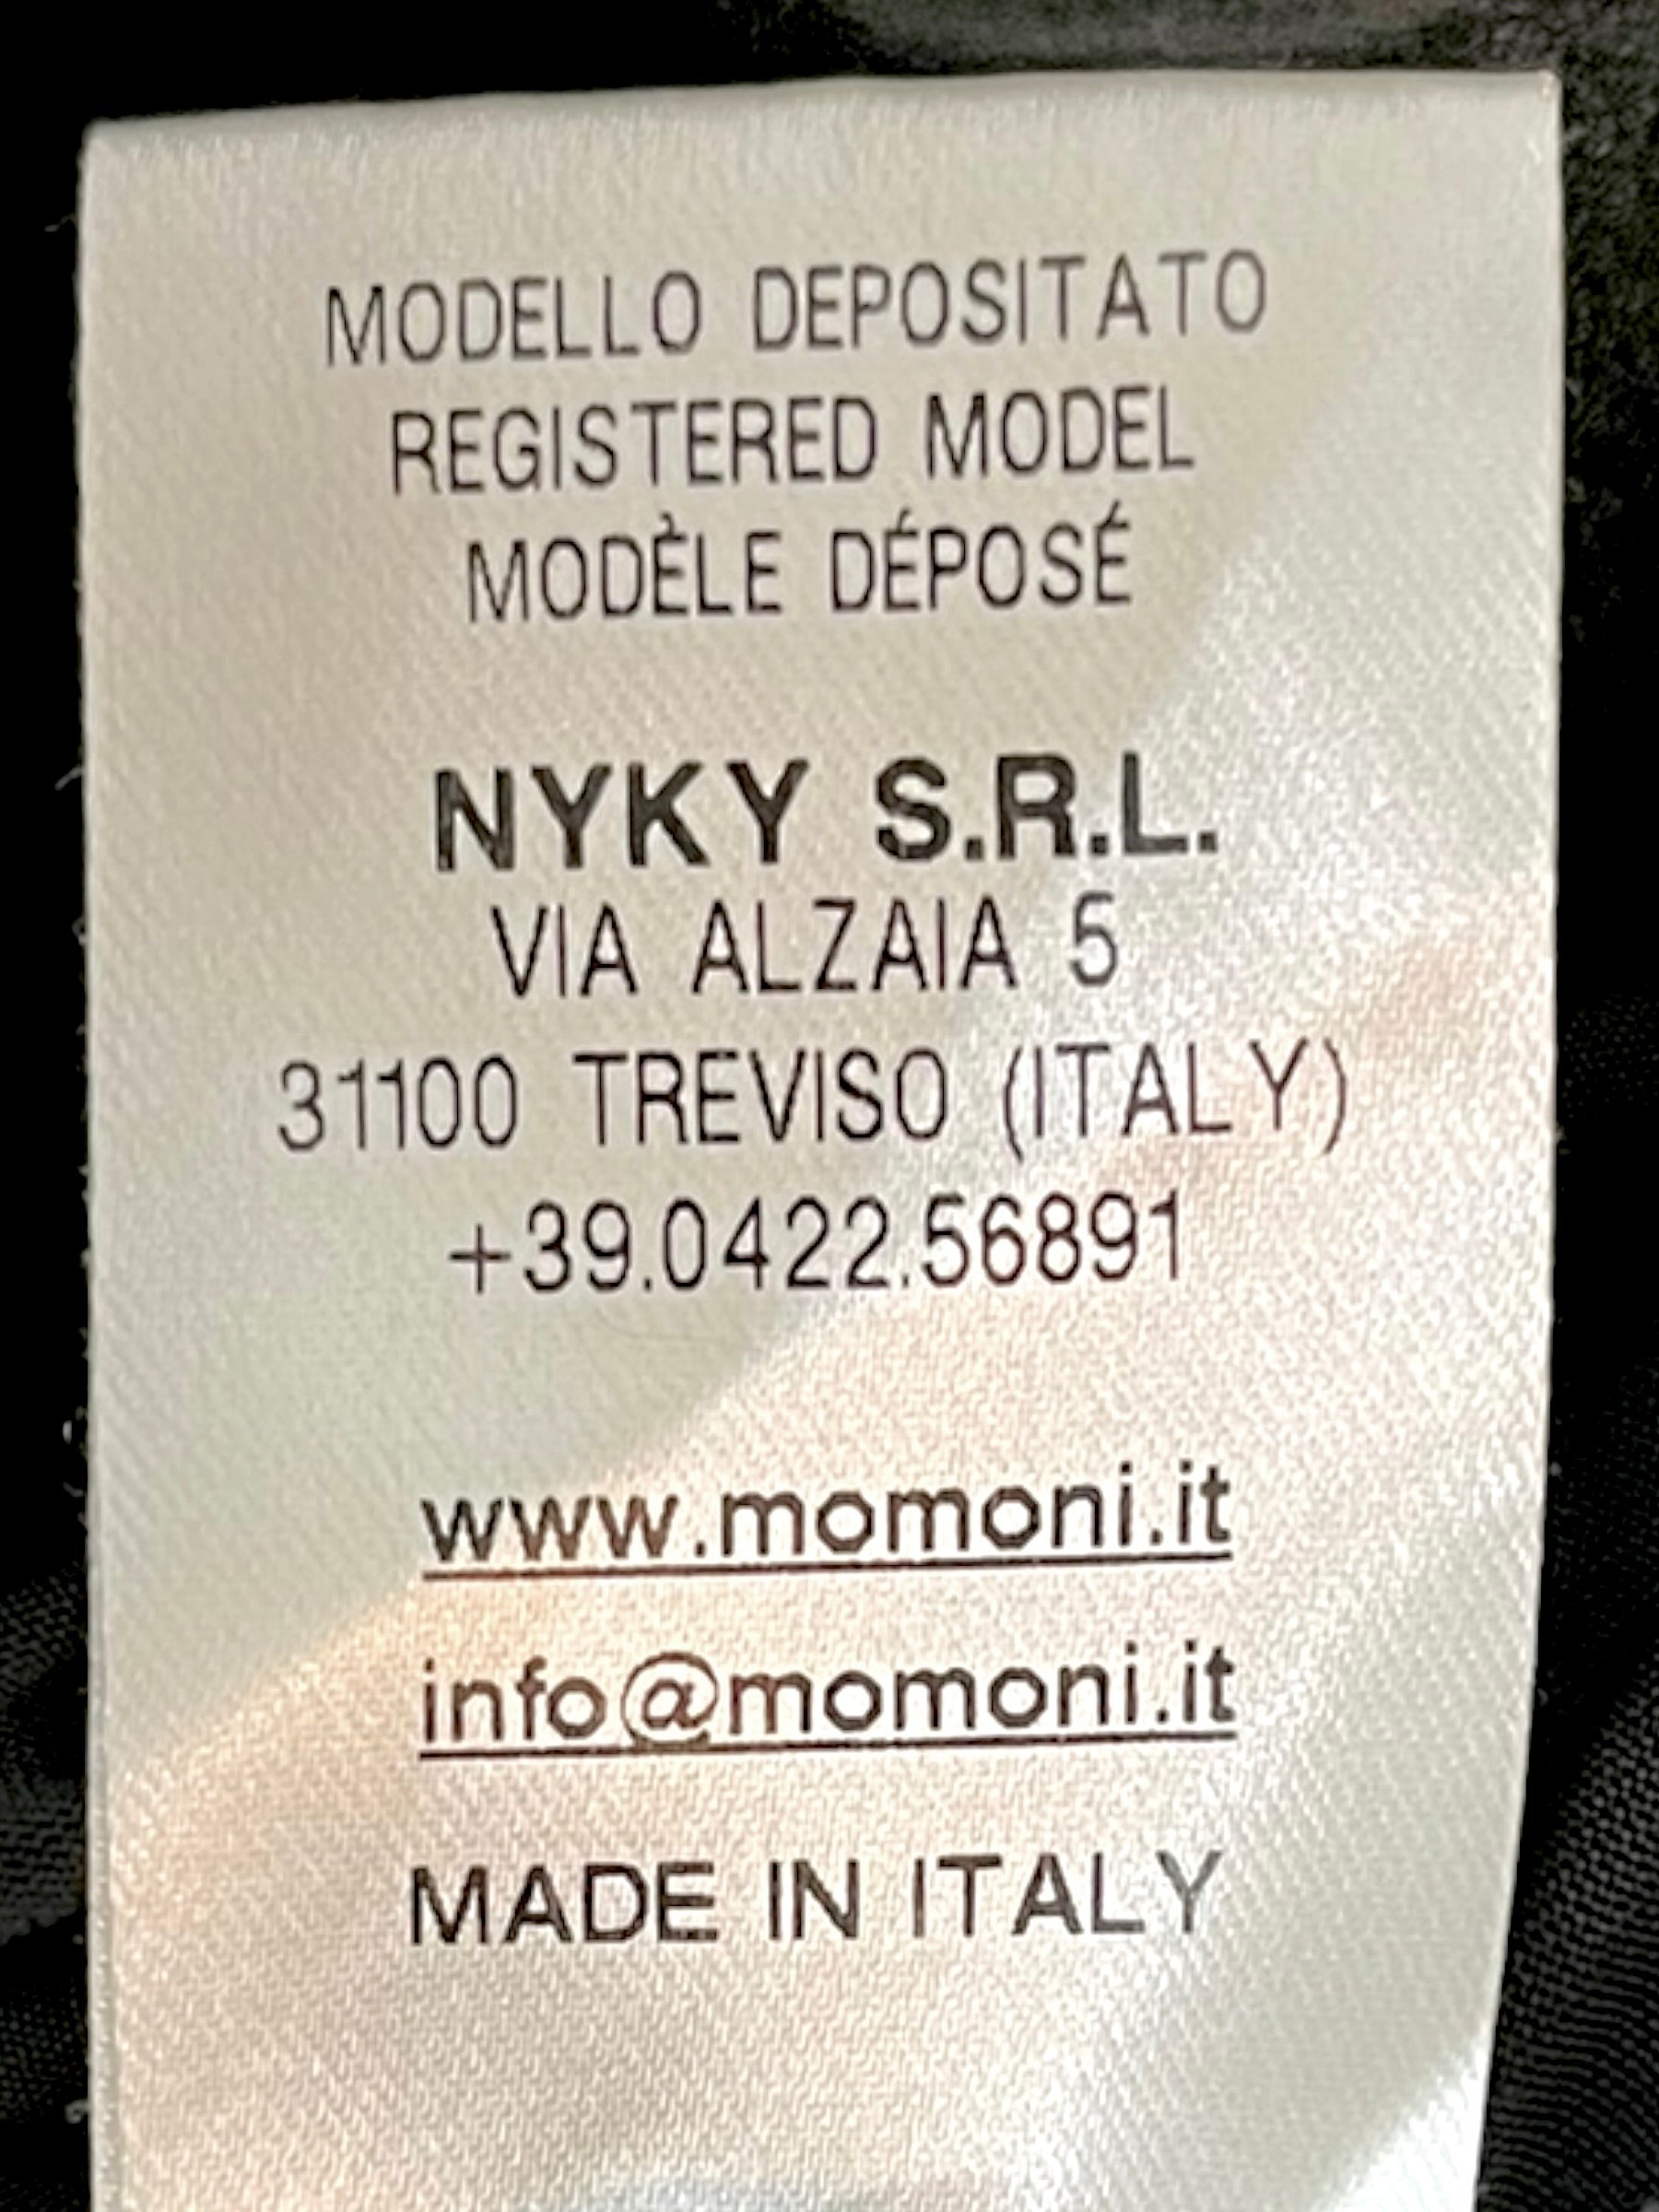 MODELLO DEPOSITATO
REGISTERED MODEL
MODÈLE DÉPOSÉ
NYKY S.R.L.
VIA ALZAIA 5
31100 TREVISO (ITALY)
+39.0422.56891
www.momoni.it
info@momoni.it
MADE IN ITALY